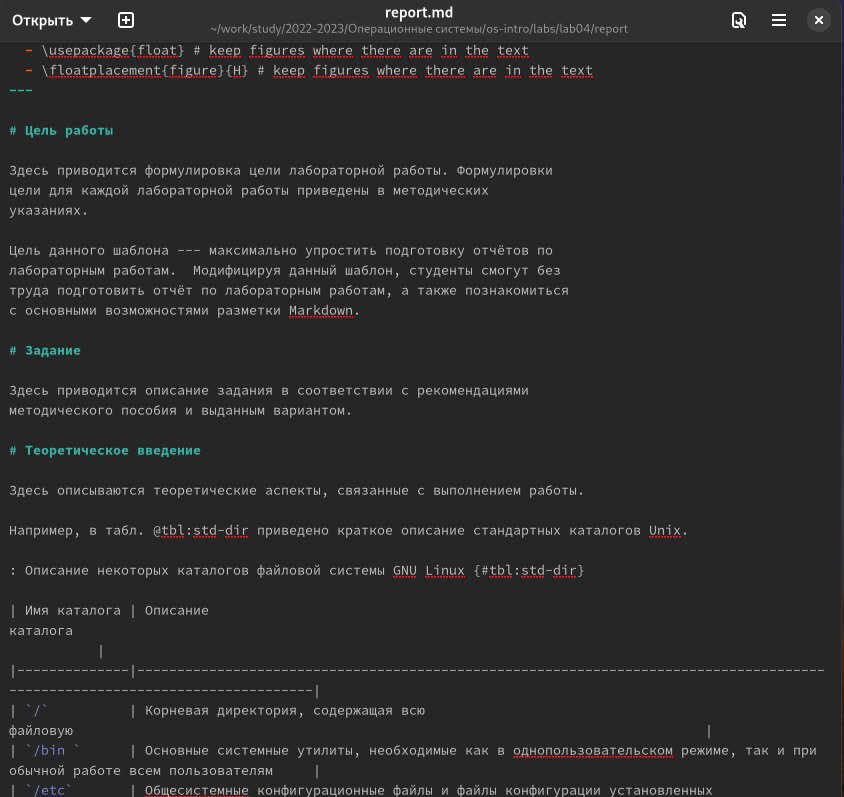 Открыть
report.md
~/work/study/2022-2023/Операционные системы/os-intro/labs/lab04/report
- \usepackage{float} # keep figures where there are in the text
- \floatplacement{figure}{H} # keep figures where there are in the text
---
# Цель работы
Здесь приводится формулировка цели лабораторной работы. Формулировки
цели для каждой лабораторной работы приведены в методических
указаниях.
Цель данного шаблона --- максимально упростить подготовку отчётов по
лабораторным работам.  Модифицируя данный шаблон, студенты смогут без
труда подготовить отчёт по лабораторным работам, а также познакомиться
с основными возможностями разметки Markdown.
# Задание
Здесь приводится описание задания в соответствии с рекомендациями
методического пособия и выданным вариантом.
# Теоретическое введение
Здесь описываются теоретические аспекты, связанные с выполнением работы.
Например, в табл. @tbl:std-dir приведено краткое описание стандартных каталогов Unix.
: Описание некоторых каталогов файловой системы GNU Linux {#tbl:std-dir}
| Имя каталога | Описание
каталога
|
|--------------|--------------------------------------------------------------------------------------
--------------------------------------|
| `/`          | Корневая директория, содержащая всю
файловую                                                                               |
| `/bin `      | Основные системные утилиты, необходимые как в однопользовательском режиме, так и при
обычной работе всем пользователям     |
| `/etc`       | Общесистемные конфигурационные файлы и файлы конфигурации установленных